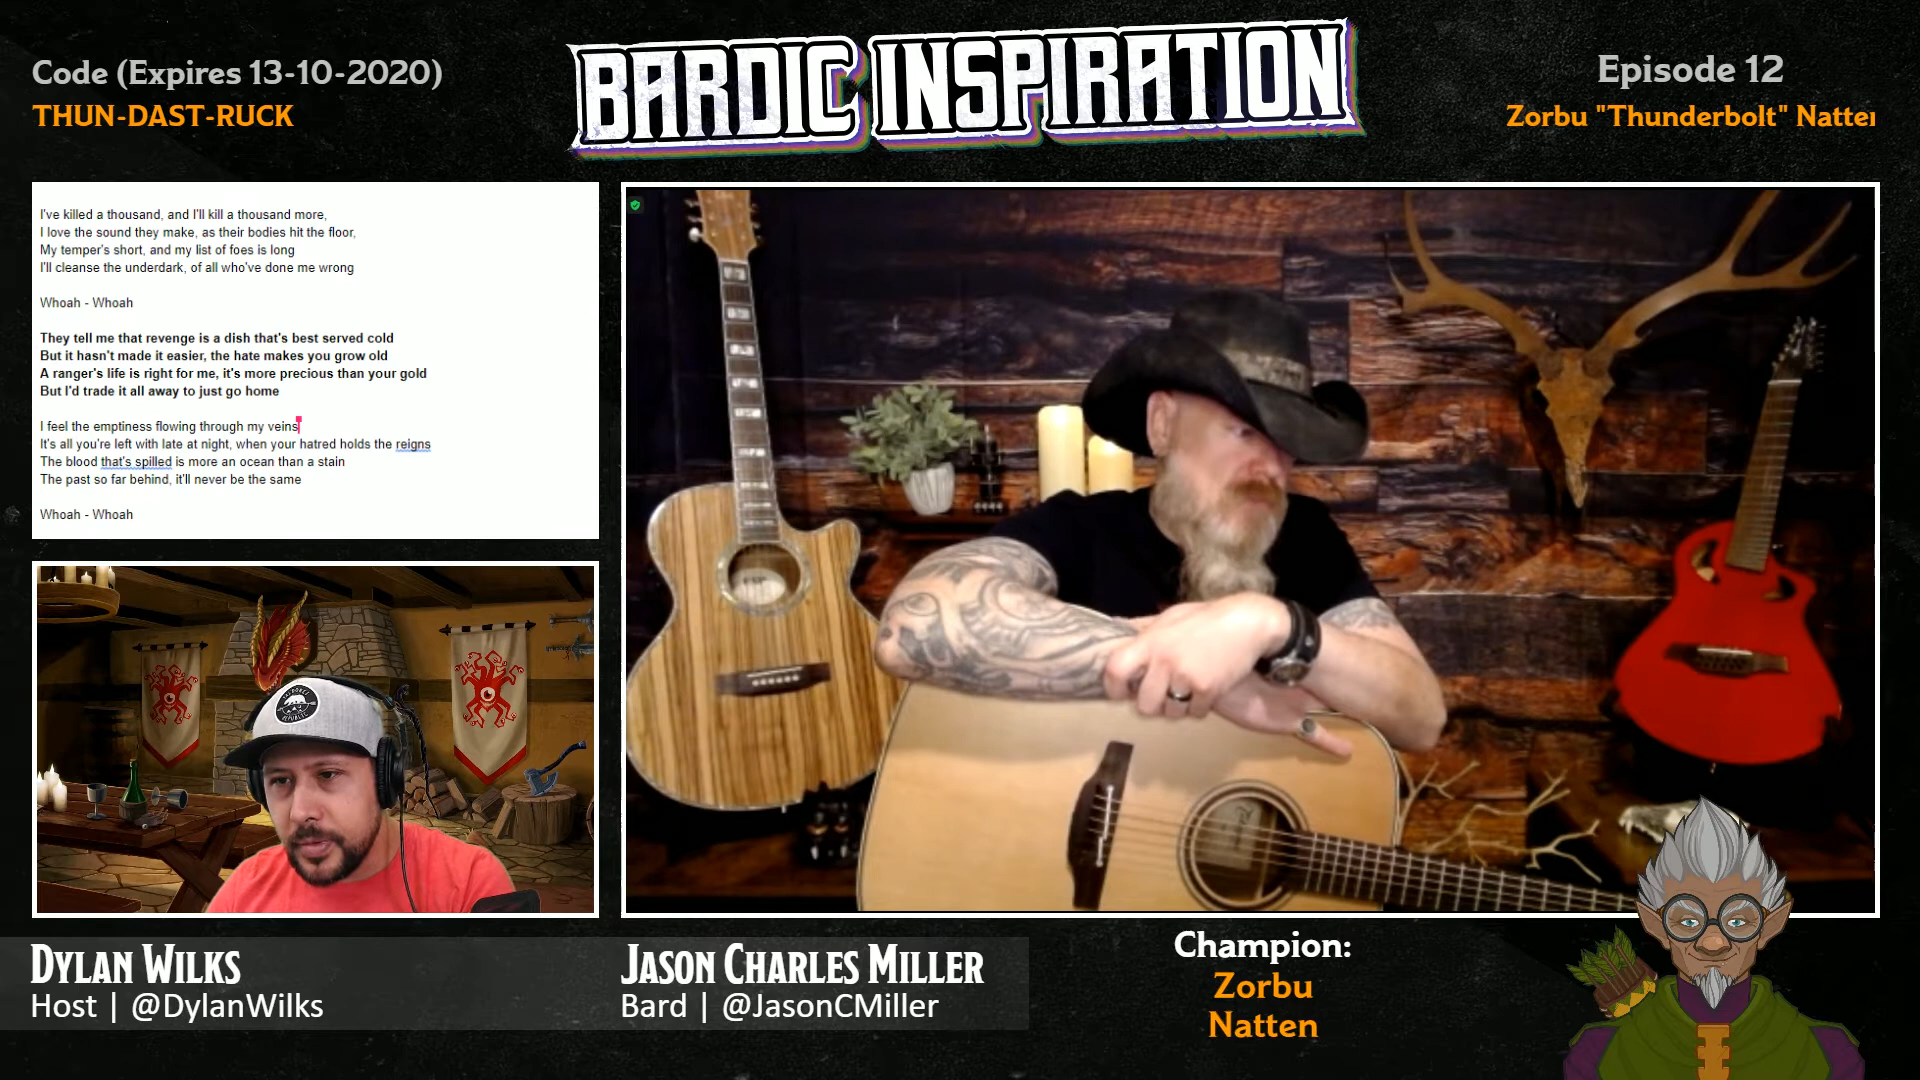 Code (Expires 13-10-2020)
THUN-DAST-RUCK
BARDIC INSPIRATION
Episode 12
Zorbu "Thunderbolt" Natten
I've killed a thousand, and I'll kill a thousand more,
I love the sound they make, as their bodies hit the floor,
My temper's short, and my list of foes is long
I'll cleanse the underdark, of all who've done me wrong
Whoah - Whoah
They tell me that revenge is a dish that's best served cold
But it hasn't made it easier, the hate makes you grow old
A ranger's life is right for me, it's more precious than your gold
But I'd trade it all away to just go home
I feel the emptiness flowing through my veins
It's all you're left with late at night, when your hatred holds the reigns
The blood that's spilled is more an ocean than a stain
The past so far behind, it'll never be the same
Whoah - Whoah
DYLAN WILKS
Host | @DylanWilks
JASON CHARLES MILLER
Bard | @JasonCMiller
Champion:
Zorbu
Natten